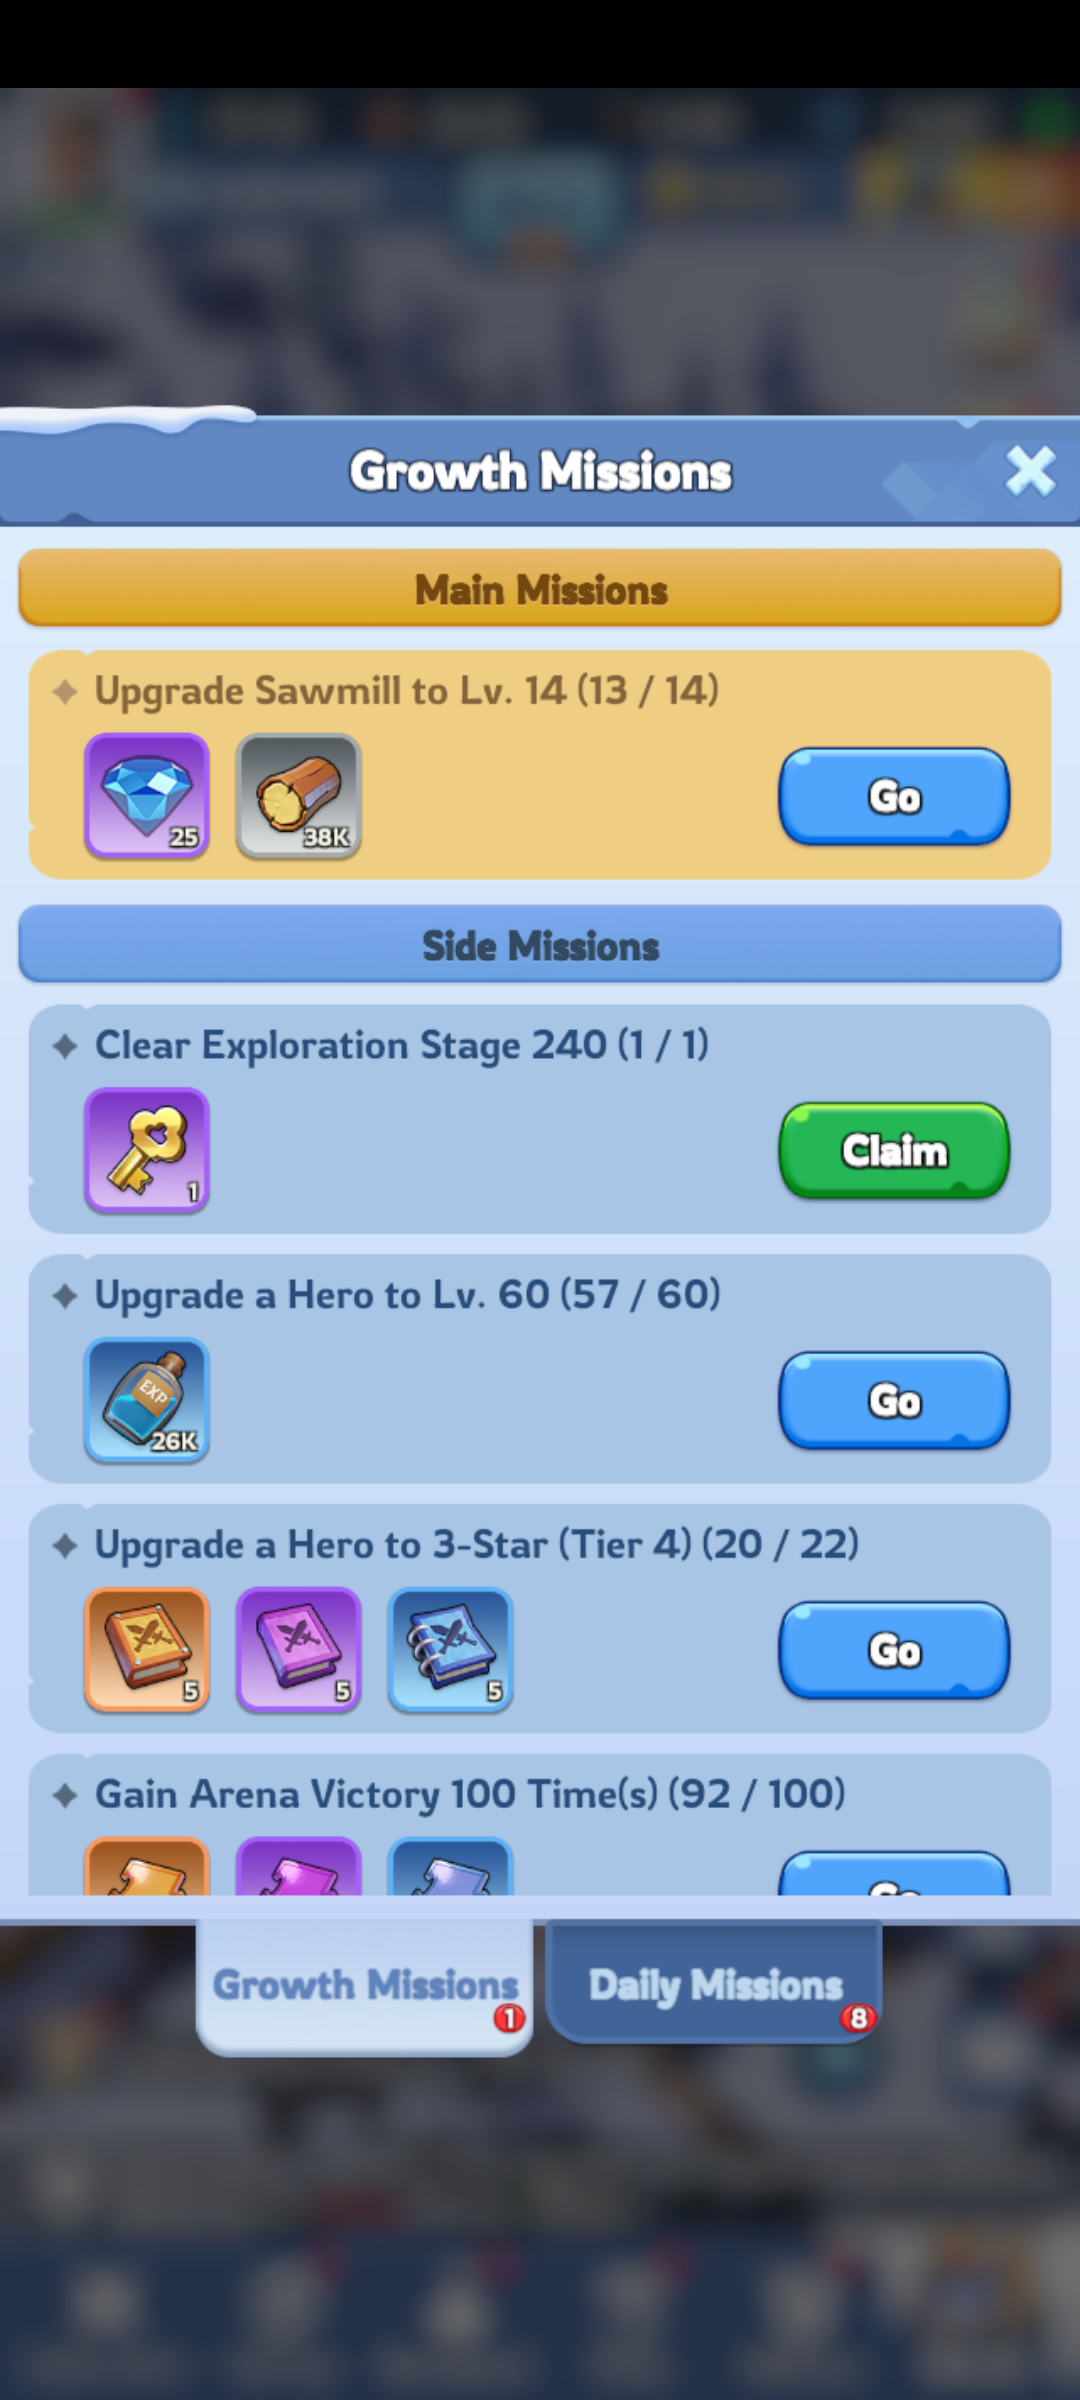 Growth Missions
Main Missions
Upgrade Sawmill to Lv. 14 (13 / 14)
25
38K
Go
Side Missions
Clear Exploration Stage 240 (1 / 1)
1
Claim
Upgrade a Hero to Lv. 60 (57 / 60)
EXP
26K
Go
Upgrade a Hero to 3-Star (Tier 4) (20 / 22)
5
5
5
Go
Gain Arena Victory 100 Time(s) (92 / 100)
Go
Growth Missions
1
Daily Missions
8